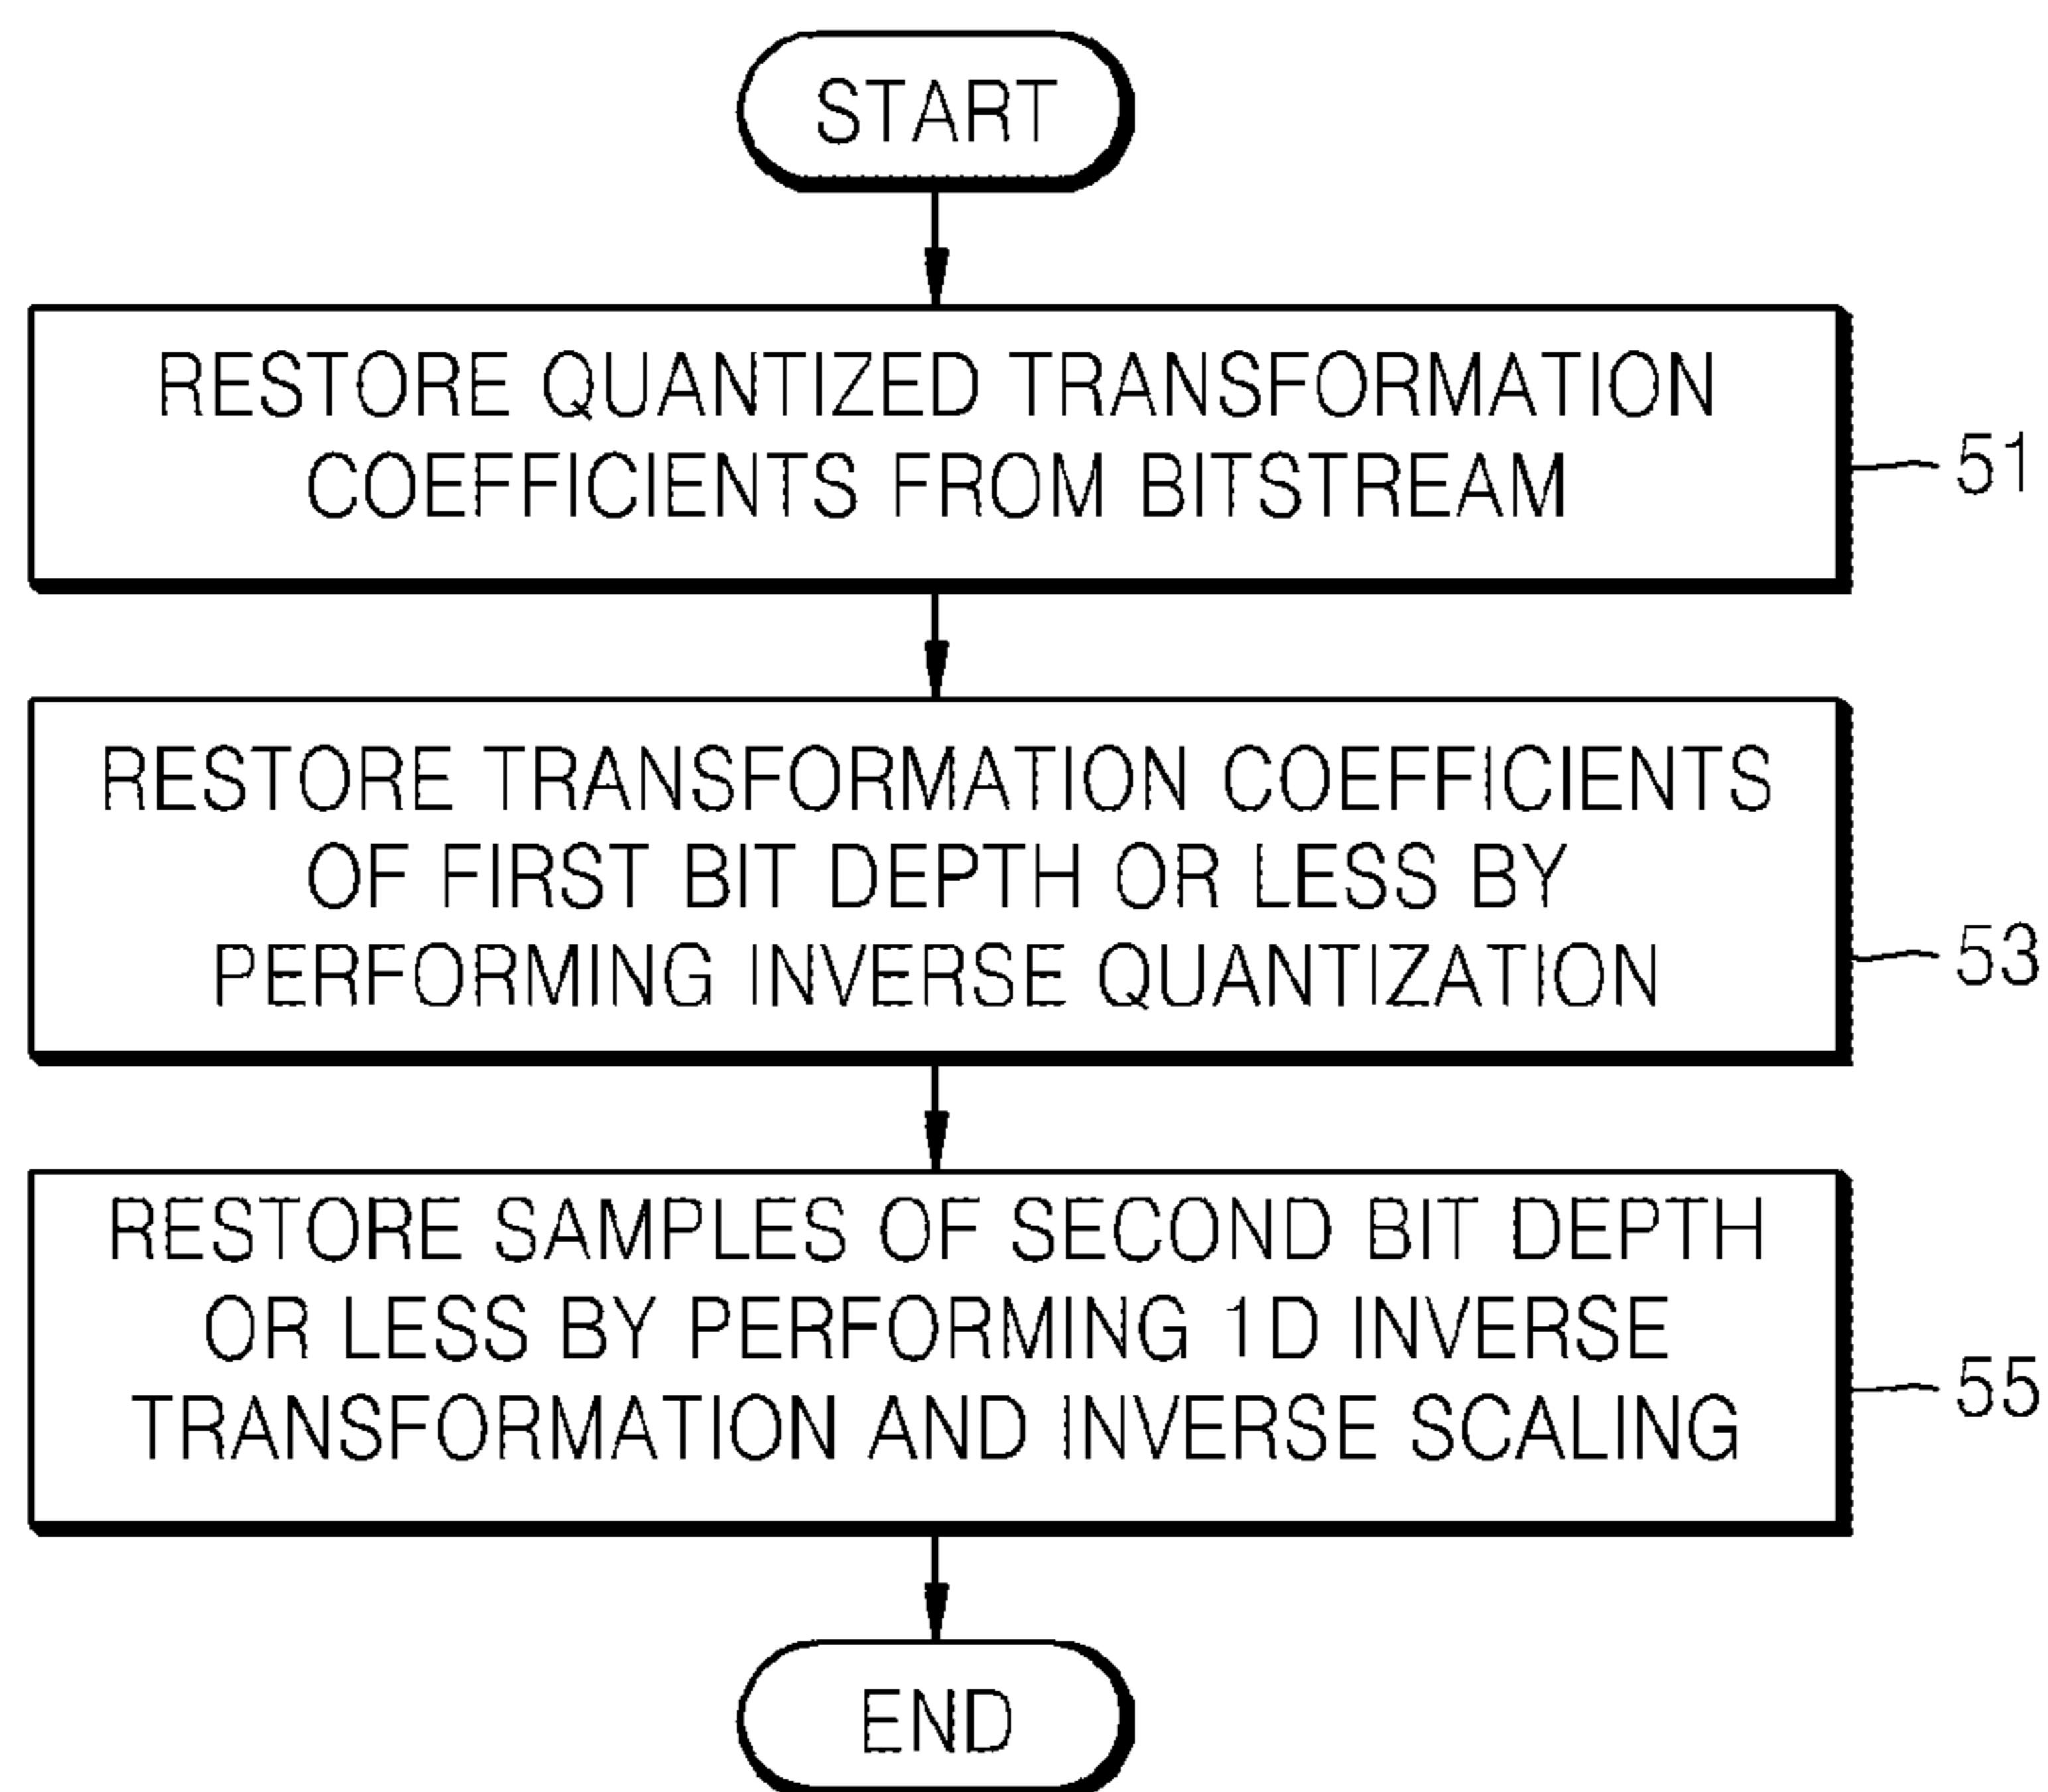 START
RESTORE QUANTIZED TRANSFORMATION
COEFFICIENTS FROM BITSTREAM
51
RESTORE TRANSFORMATION COEFFICIENTS
OF FIRST BIT DEPTH OR LESS BY
PERFORMING INVERSE QUANTIZATION
53
RESTORE SAMPLES OF SECOND BIT DEPTH
OR LESS BY PERFORMING 1D INVERSE
TRANSFORMATION AND INVERSE SCALING
55
END